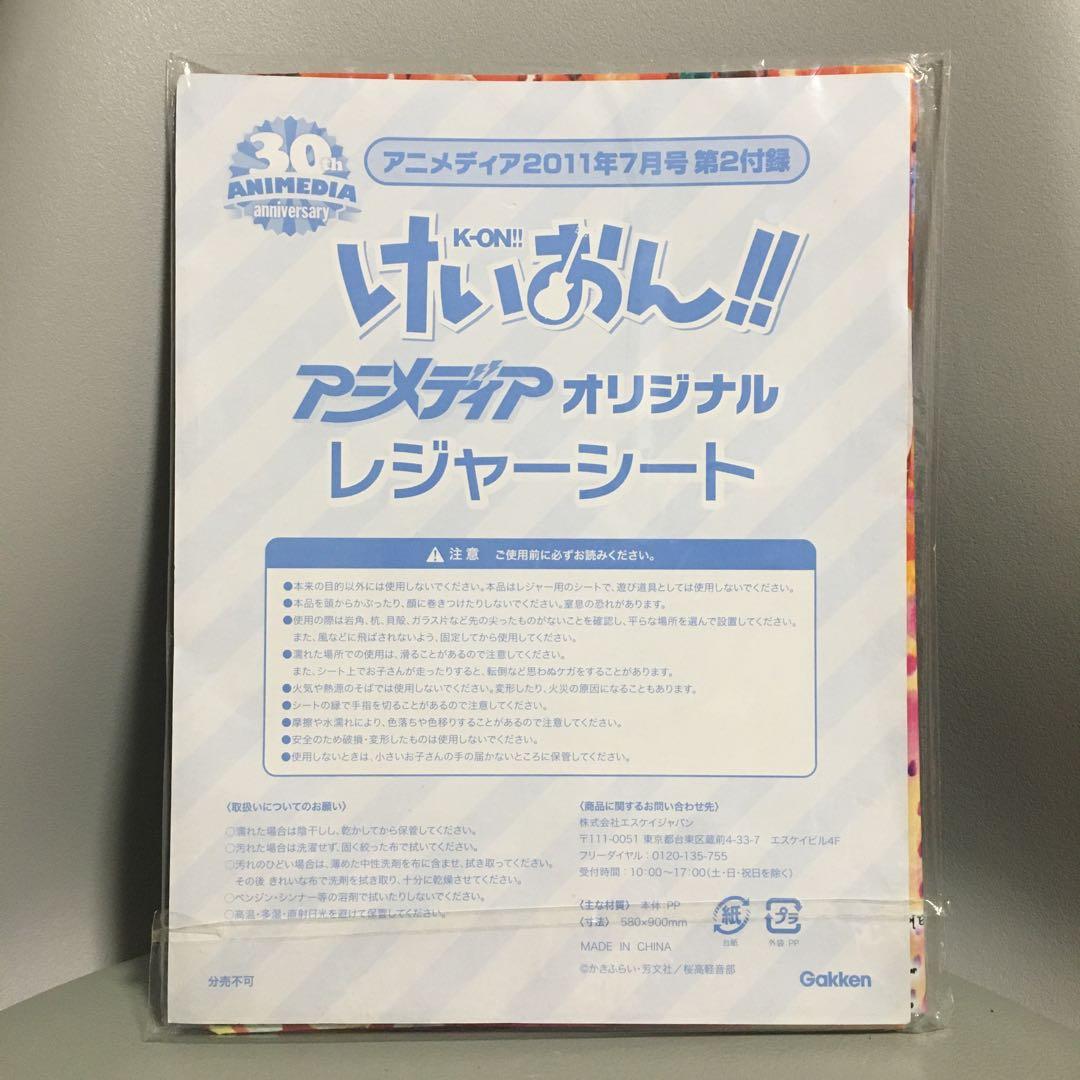 30th
ANIMEDIA
anniversary
アニメディア2011年7月号 第2付録
K-ON!!
けいおん!!
アニメディア オリジナル
レジャーシート
注意 ご使用前に必ずお読みください。
●本来の目的以外には使用しないでください。本品はレジャー用のシートで、遊び道具としては使用しないでください。
●本品を頭からかぶったり、顔に巻きつけたりしないでください。窒息の恐れがあります。
●使用の際は岩角、杭、貝殻、ガラス片など先の尖ったものがないことを確認し、平らな場所を選んで設置してください。
また、風などに飛ばされないよう、固定してから使用してください。
●濡れた場所での使用は、滑ることがあるので注意してください。
また、シート上でお子さんが走ったりすると、転倒など思わぬケガをすることがあります。
●火気や熱源のそばでは使用しないでください。変形したり、火災の原因になることもあります。
●シートの縁で手指を切ることがあるので注意してください。
●摩擦や水濡れにより、色落ちや色移りすることがあるので注意してください。
●安全のため破損・変形したものは使用しないでください。
●使用しないときは、小さいお子さんの手の届かないところに保管してください。
〈取扱いについてのお願い〉
○濡れた場合は陰干しし、乾かしてから保管してください。
○汚れた場合は洗濯せず、固く絞った布で拭いてください。
○汚れのひどい場合は、薄めた中性洗剤を布に含ませ、拭き取ってください。
その後 きれいな布で洗剤を拭き取り、十分に乾燥させてください。
○ベンジン・シンナー等の溶剤で拭いたりしないでください。
○高温・多湿・直射日光を避けて保管してください。
分売不可
〈商品に関するお問い合わせ先〉
株式会社エスケイジャパン
〒111-0051 東京都台東区蔵前4-33-7 エスケイビル4F
フリーダイヤル：0120-135-755
受付時間：10:00〜17:00(土・日・祝日を除く)
〈主な材質〉 本体：PP
〈寸法〉 580×900mm
MADE IN CHINA
紙
台紙
プラ
外袋 PP
©かきふらい・芳文社／桜高軽音部
Gakken